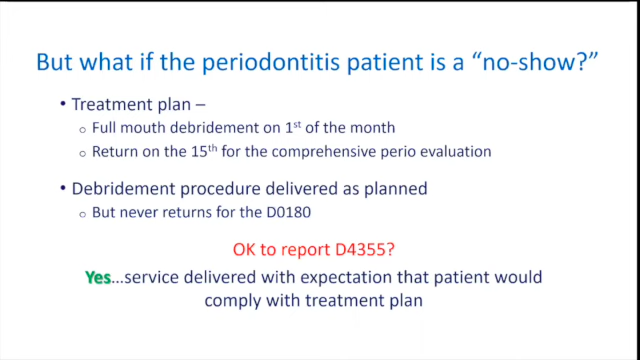 But what if the periodontitis patient is a “no-show?”
• Treatment plan –
o Full mouth debridement on 1st of the month
o Return on the 15th for the comprehensive perio evaluation
• Debridement procedure delivered as planned
o But never returns for the D0180
OK to report D4355?
Yes...service delivered with expectation that patient would
comply with treatment plan